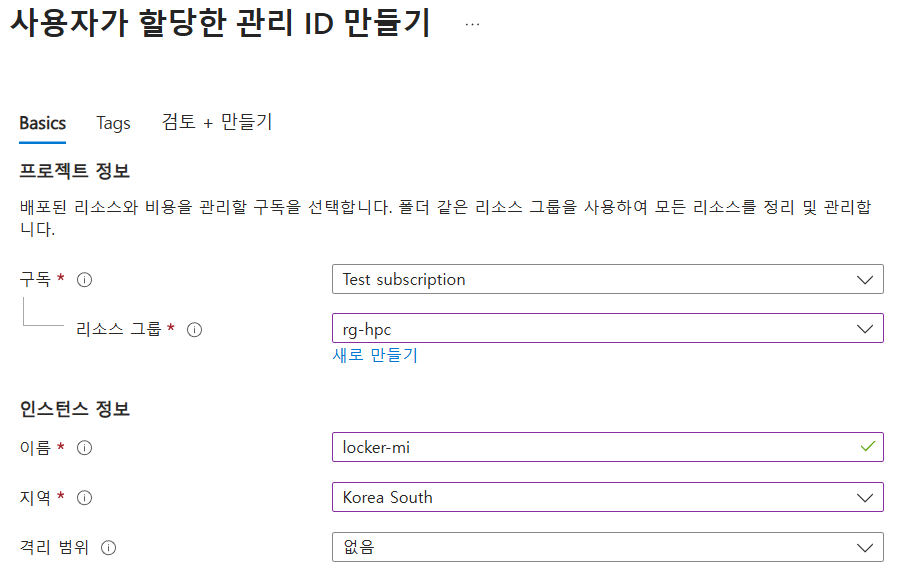 사용자가 할당한 관리 ID 만들기 ...
Basics Tags 검토 + 만들기
프로젝트 정보
배포된 리소스와 비용을 관리할 구독을 선택합니다. 폴더 같은 리소스 그룹을 사용하여 모든 리소스를 정리 및 관리합
니다.
구독 * Test subscription
리소스 그룹 * rg-hpc
새로 만들기
인스턴스 정보
이름 * locker-mi
지역 * Korea South
격리 범위 없음